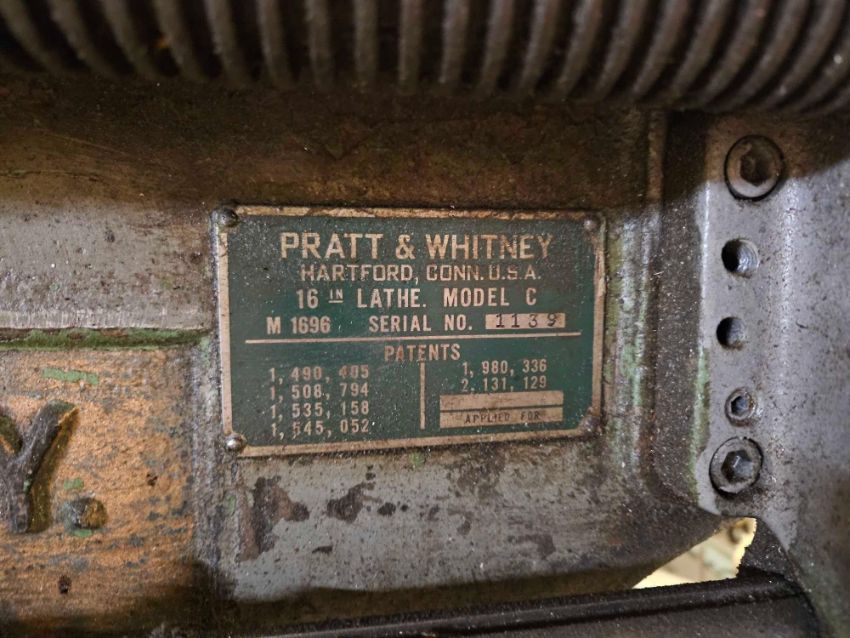 PRATT & WHITNEY
HARTFORD, CONN. U.S.A.
16 IN LATHE. MODEL C
M 1696 SERIAL NO. 1139
PATENTS
1,490,405
1,508,794
1,535,158
1,545,052
1,980,336
2,131,129
APPLIED FOR
Y.